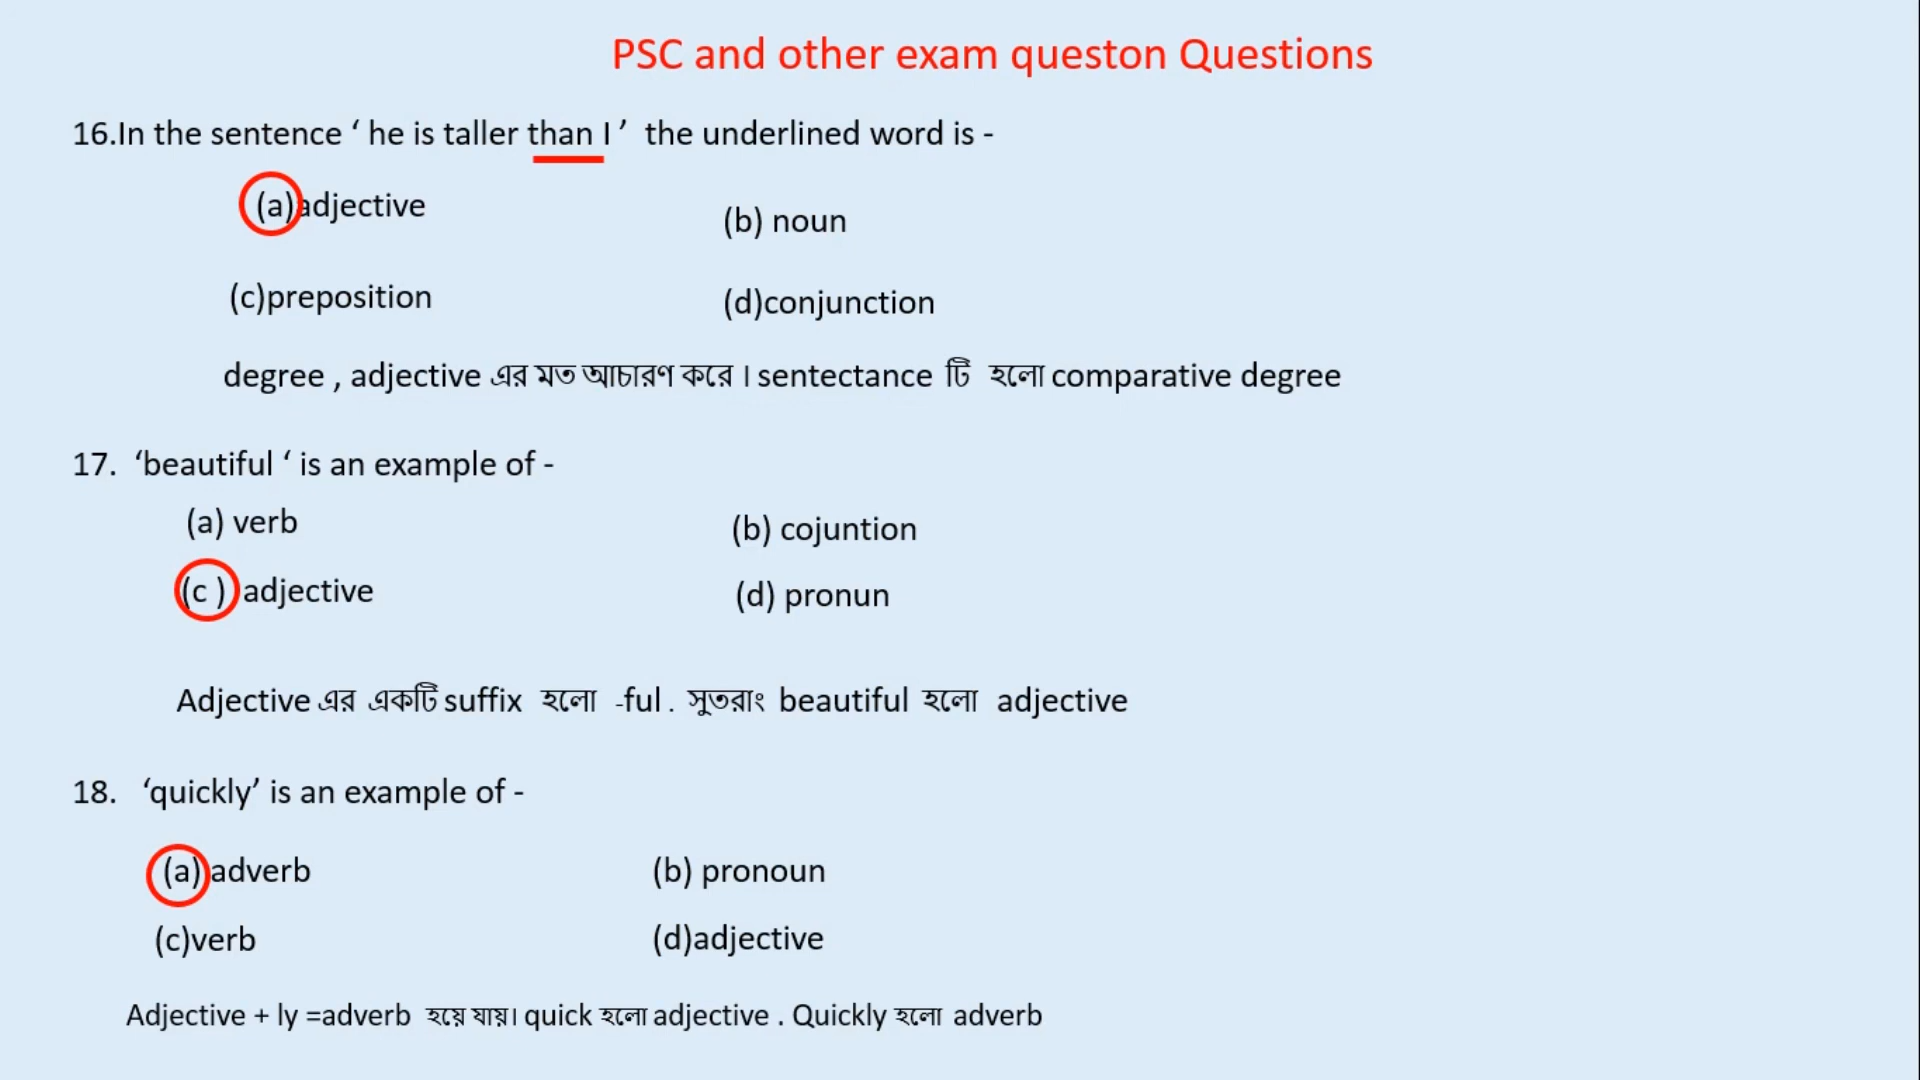 PSC and other exam queston Questions
16.In the sentence ‘ he is taller than I ’ the underlined word is -
(a)adjective
(b) noun
(c)preposition
(d)conjunction
degree , adjective এর মত আচারণ করে । sentectance টি হলো comparative degree
17. ‘beautiful ‘ is an example of -
(a) verb
(b) cojuntion
(c ) adjective
(d) pronun
Adjective এর একটি suffix হলো -ful . সুতরাং beautiful হলো adjective
18. ‘quickly’ is an example of -
(a) adverb
(b) pronoun
(c)verb
(d)adjective
Adjective + ly =adverb হয়ে যায়। quick হলো adjective . Quickly হলো adverb